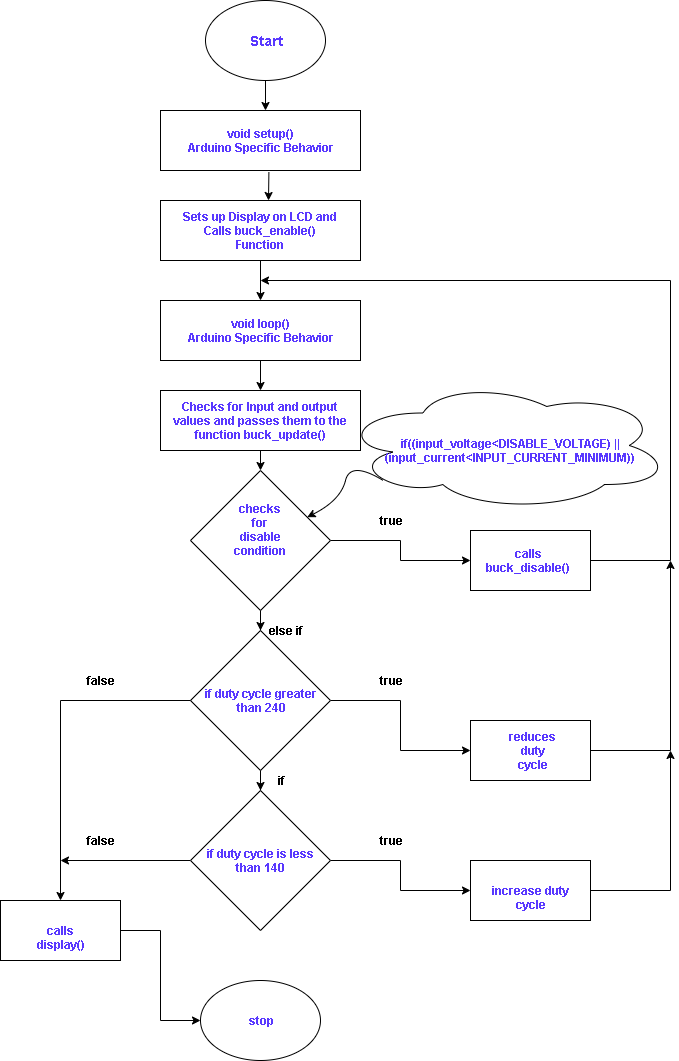 Start
void setup()
Arduino Specific Behavior
Sets up Display on LCD and
Calls buck_enable()
Function
void loop()
Arduino Specific Behavior
Checks for Input and output
values and passes them to the
function buck_update()
if((input_voltage<DISABLE_VOLTAGE) ||
(input_current<INPUT_CURRENT_MINIMUM))
checks
for
disable
condition
true
calls
buck_disable()
else if
false
if duty cycle greater
than 240
true
reduces
duty
cycle
if
false
if duty cycle is less
than 140
true
increase duty
cycle
calls
display()
stop